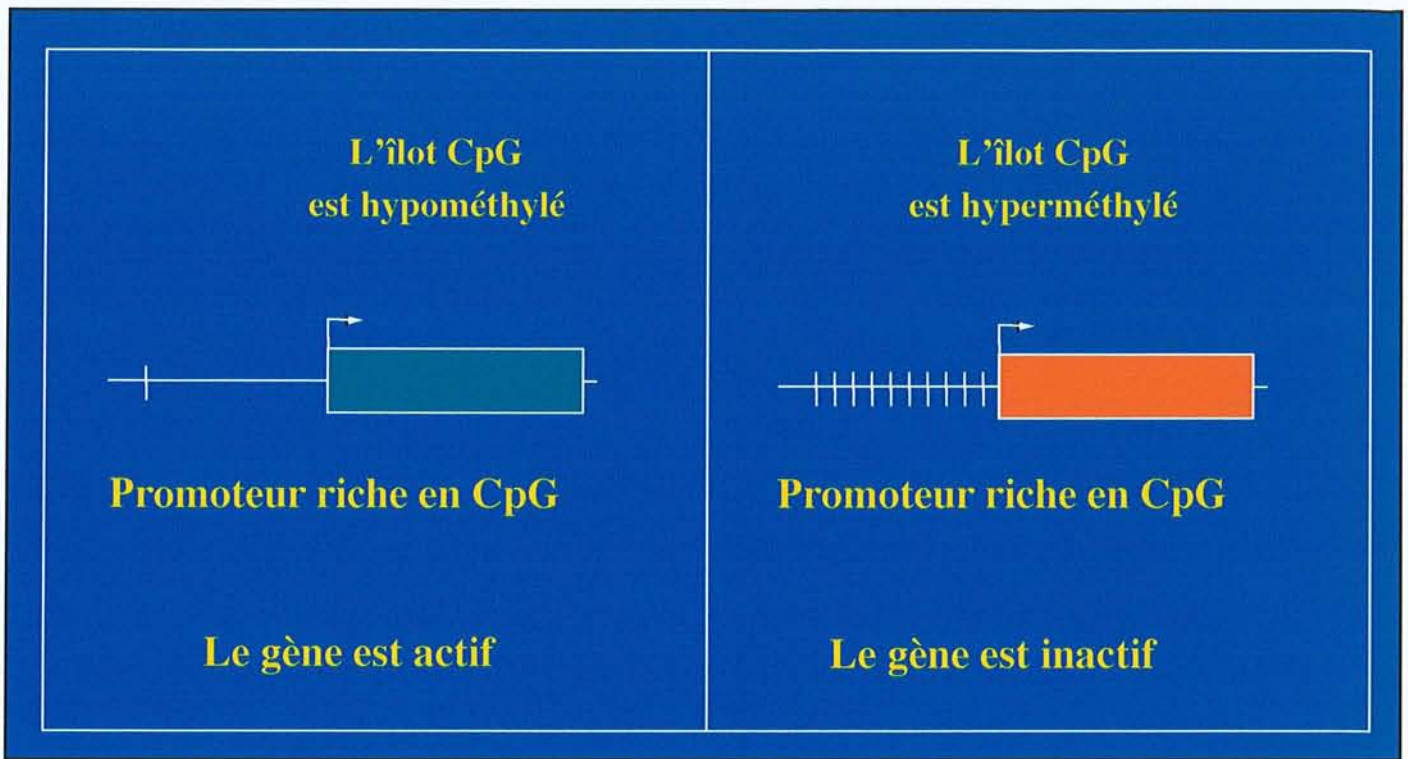 L'îlot CpG
est hypométhylé
Promoteur riche en CpG
Le gène est actif
L'îlot CpG
est hyperméthylé
Promoteur riche en CpG
Le gène est inactif